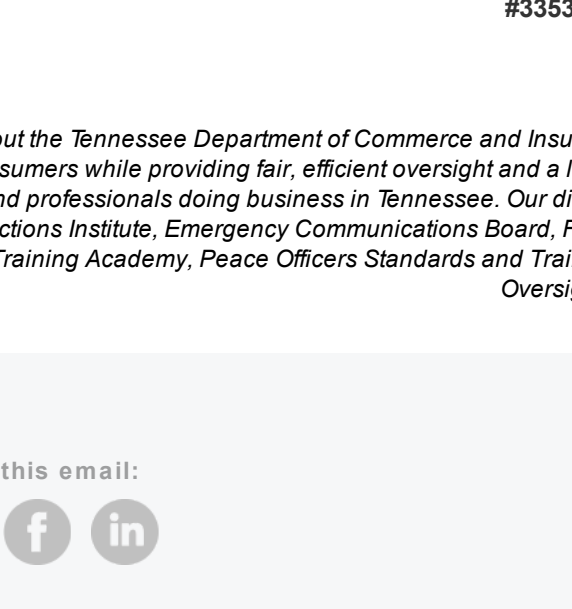 #3353
out the Tennessee Department of Commerce and Insu
sumers while providing fair, efficient oversight and a l
nd professionals doing business in Tennessee. Our di
ctions Institute, Emergency Communications Board, F
Training Academy, Peace Officers Standards and Trai
Oversig
this email:
f in